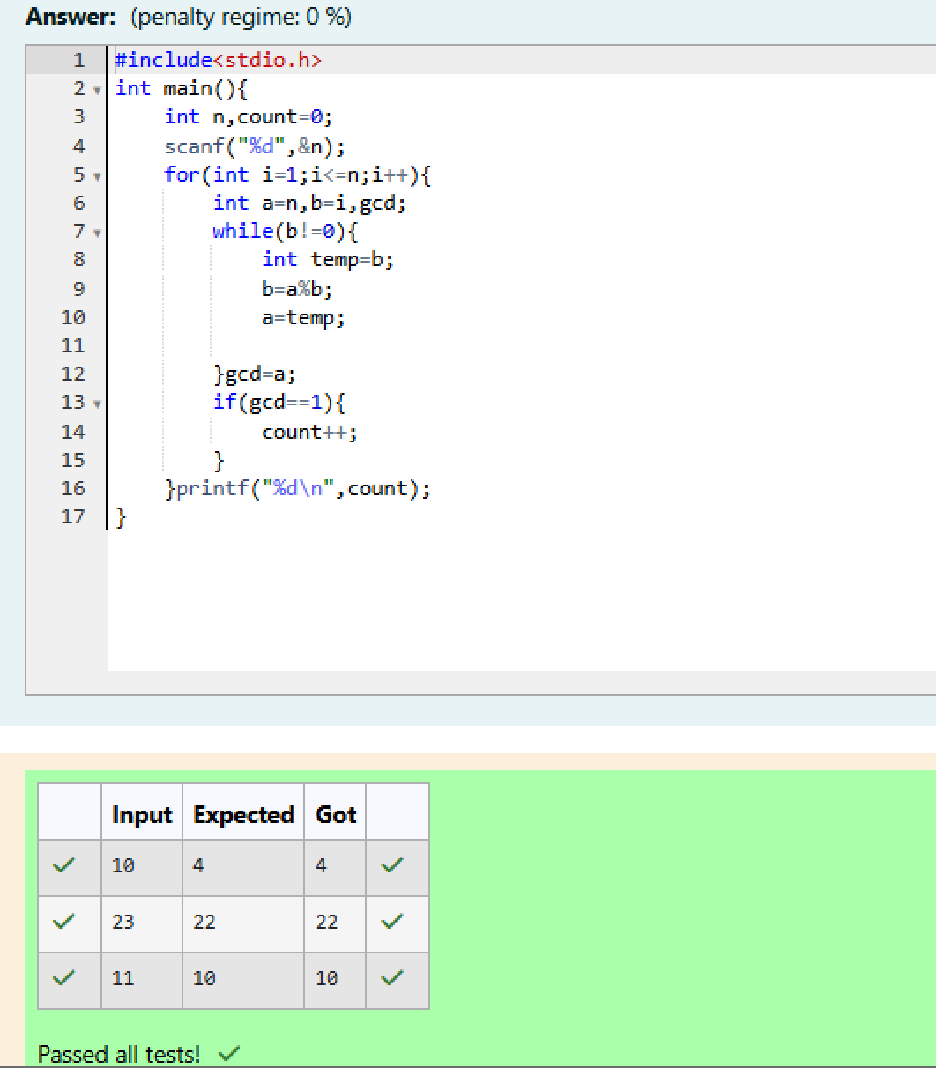 Answer: (penalty regime: 0 %)
1 #include<stdio.h>
2 int main(){
3     int n,count=0;
4     scanf("%d",&n);
5     for(int i=1;i<=n;i++){
6         int a=n,b=i,gcd;
7         while(b!=0){
8             int temp=b;
9             b=a%b;
10             a=temp;
11
12         }gcd=a;
13         if(gcd==1){
14             count++;
15         }
16     }printf("%d\n",count);
17 }
Input Expected Got
10 4 4
23 22 22
11 10 10
Passed all tests!